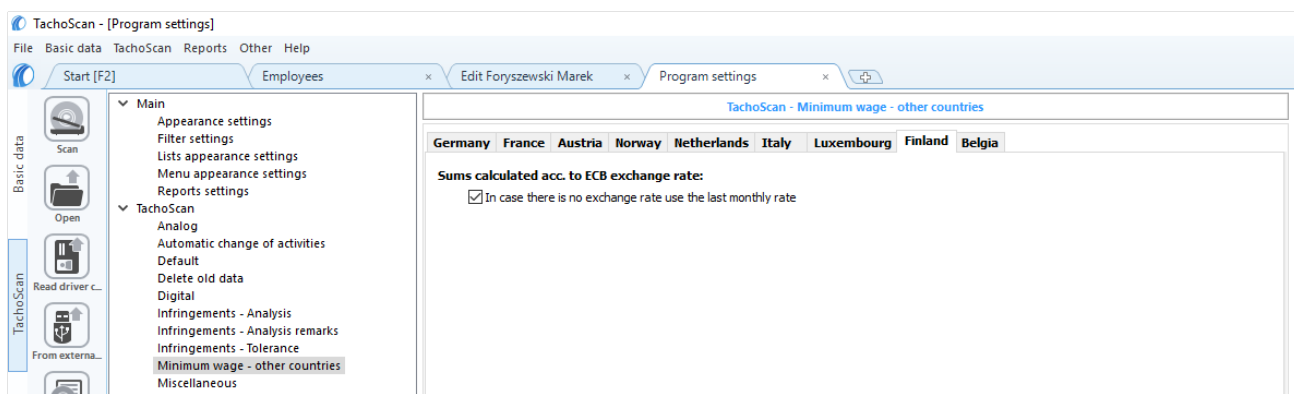 TachoScan - [Program settings]
File Basic data TachoScan Reports Other Help
Start [F2] Employees × Edit Foryszewski Marek × Program settings ×
Basic data
TachoScan
Scan
Open
Read driver c...
From externa...
Main
Appearance settings
Filter settings
Lists appearance settings
Menu appearance settings
Reports settings
TachoScan
Analog
Automatic change of activities
Default
Delete old data
Digital
Infringements - Analysis
Infringements - Analysis remarks
Infringements - Tolerance
Minimum wage - other countries
Miscellaneous
TachoScan - Minimum wage - other countries
Germany France Austria Norway Netherlands Italy Luxembourg Finland Belgia
Sums calculated acc. to ECB exchange rate:
In case there is no exchange rate use the last monthly rate